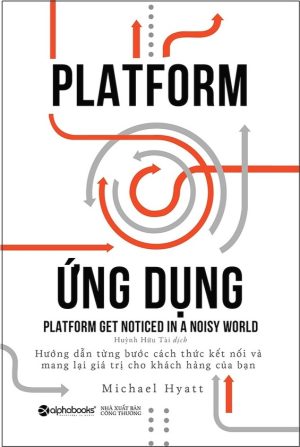 PLATFORM
ỨNG DỤNG
PLATFORM GET NOTICED IN A NOISY WORLD
Huỳnh Hữu Tài dịch
Hướng dẫn từng bước cách thức kết nối và
mang lại giá trị cho khách hàng của bạn
Michael Hyatt
alphabooks
NHÀ XUẤT BẢN
CÔNG THƯƠNG